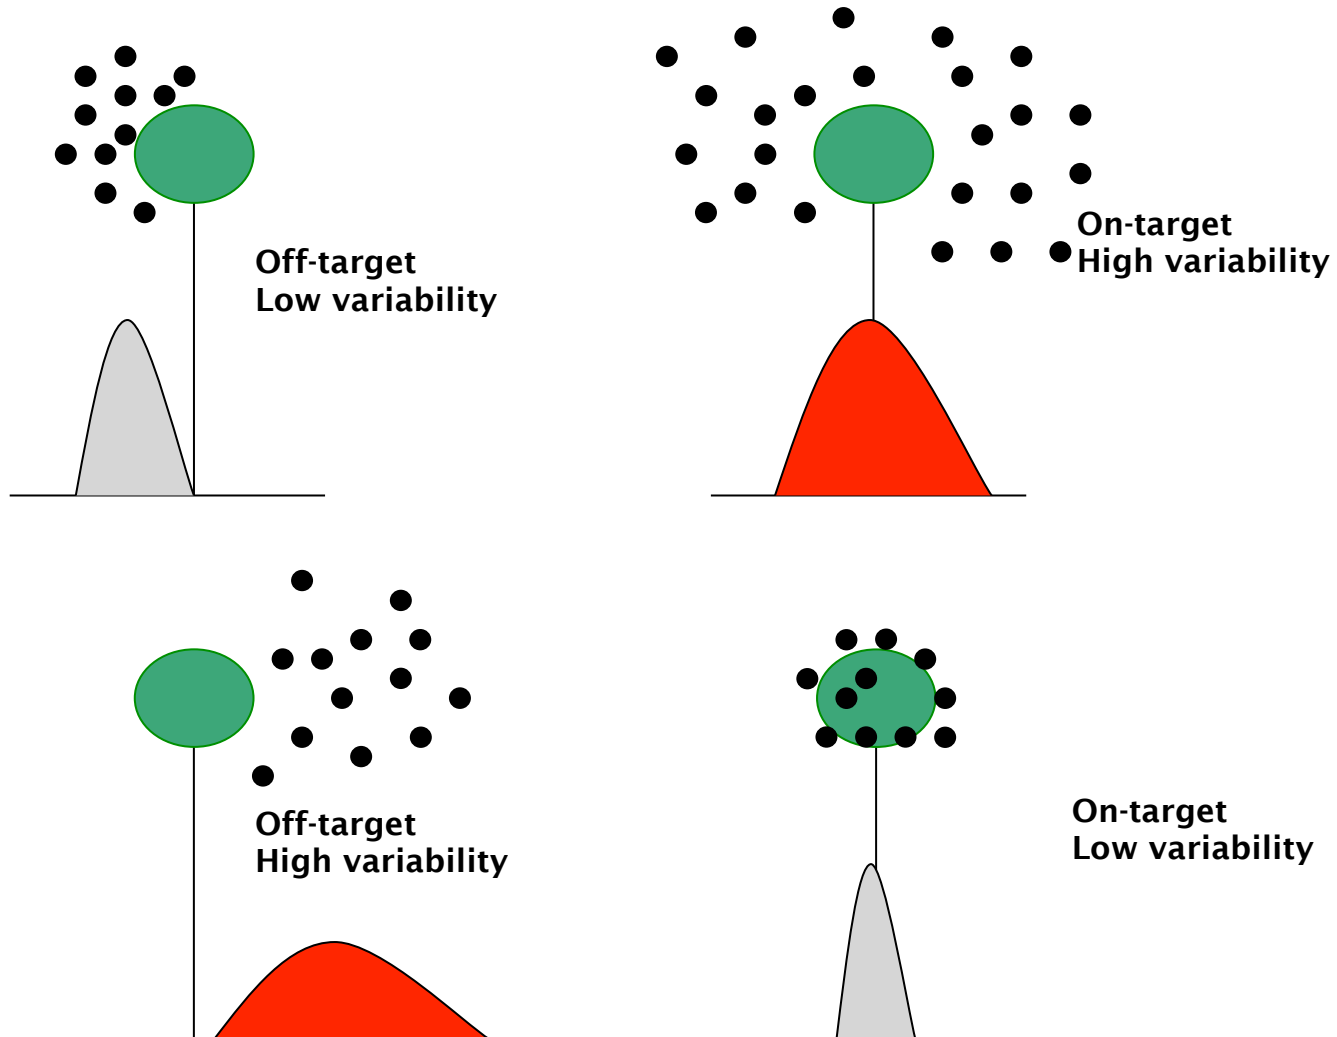 Off-target
Low variability
On-target
High variability
Off-target
High variability
On-target
Low variability